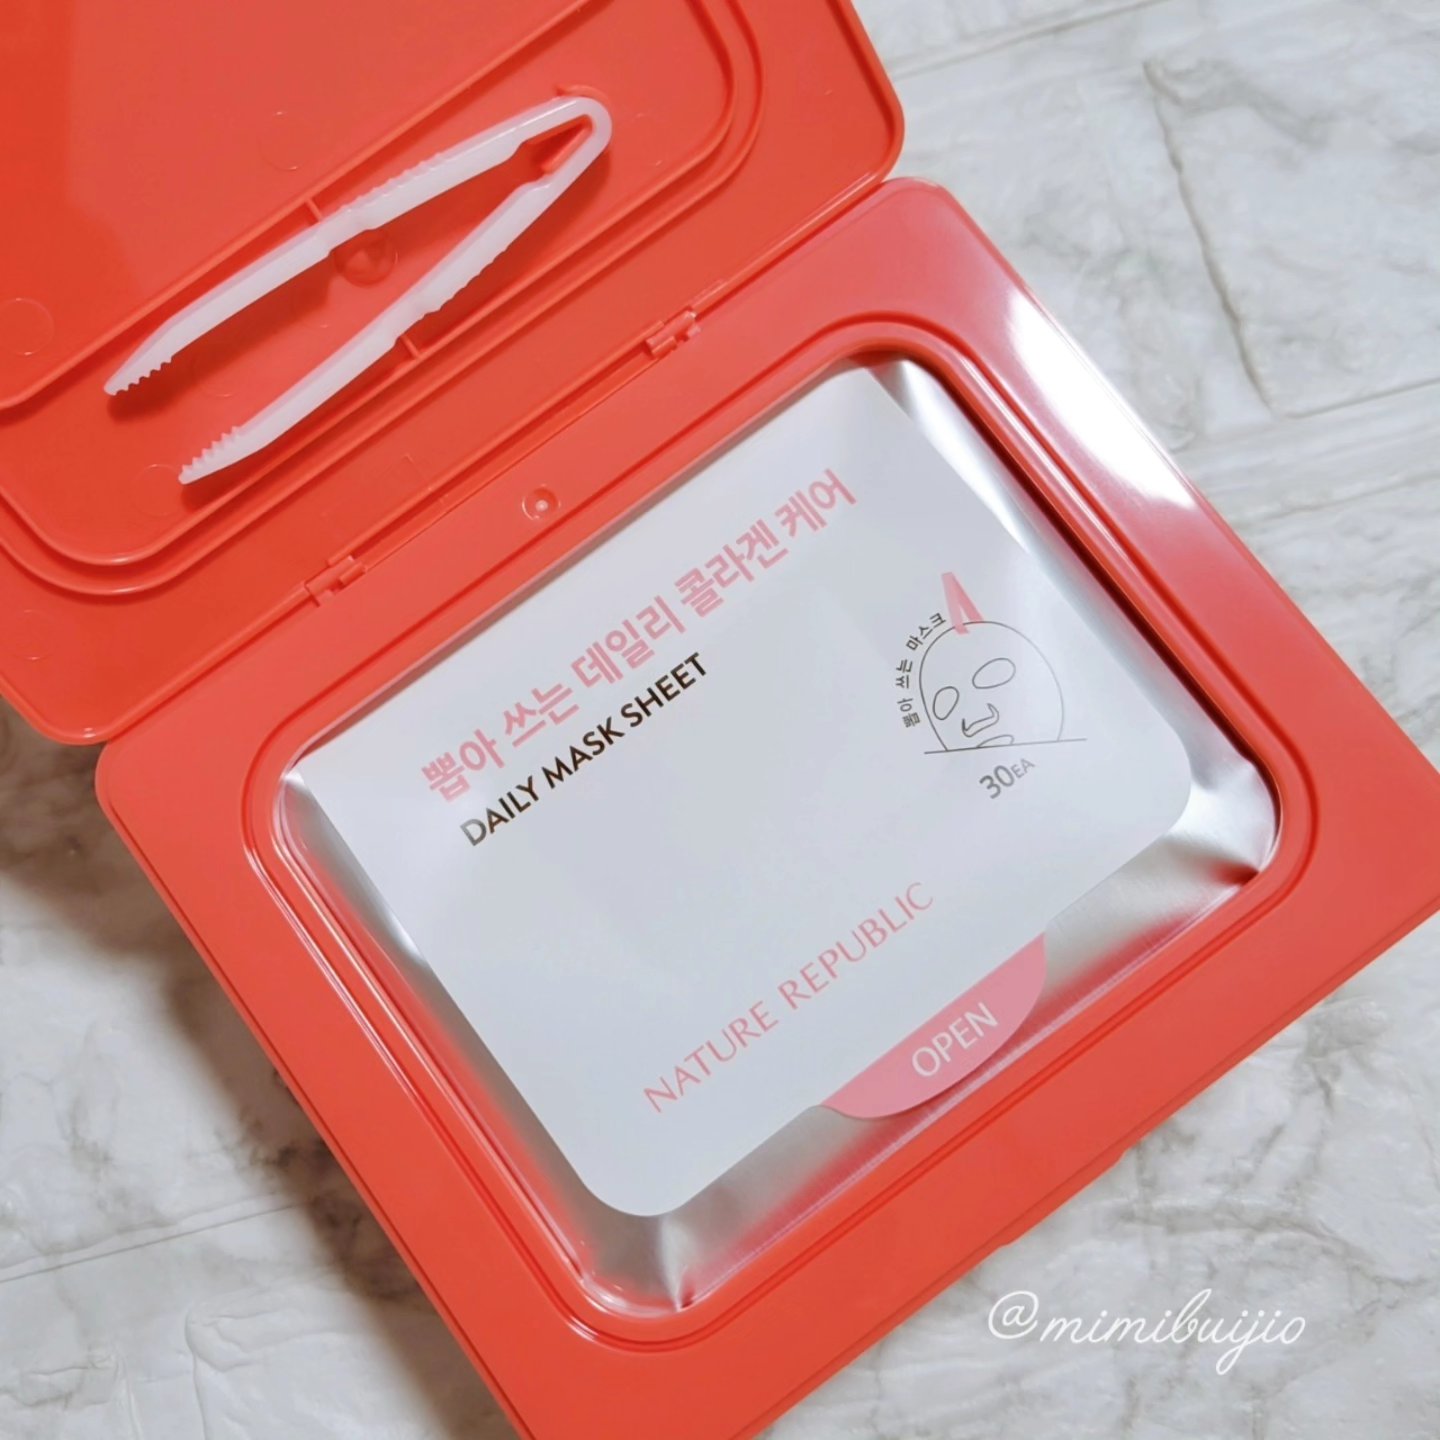 뽑아 쓰는 데일리 콜라겐 케어
DAILY MASK SHEET
뽑아 쓰는 마스크
30EA
NATURE REPUBLIC
OPEN
@mimibuijio